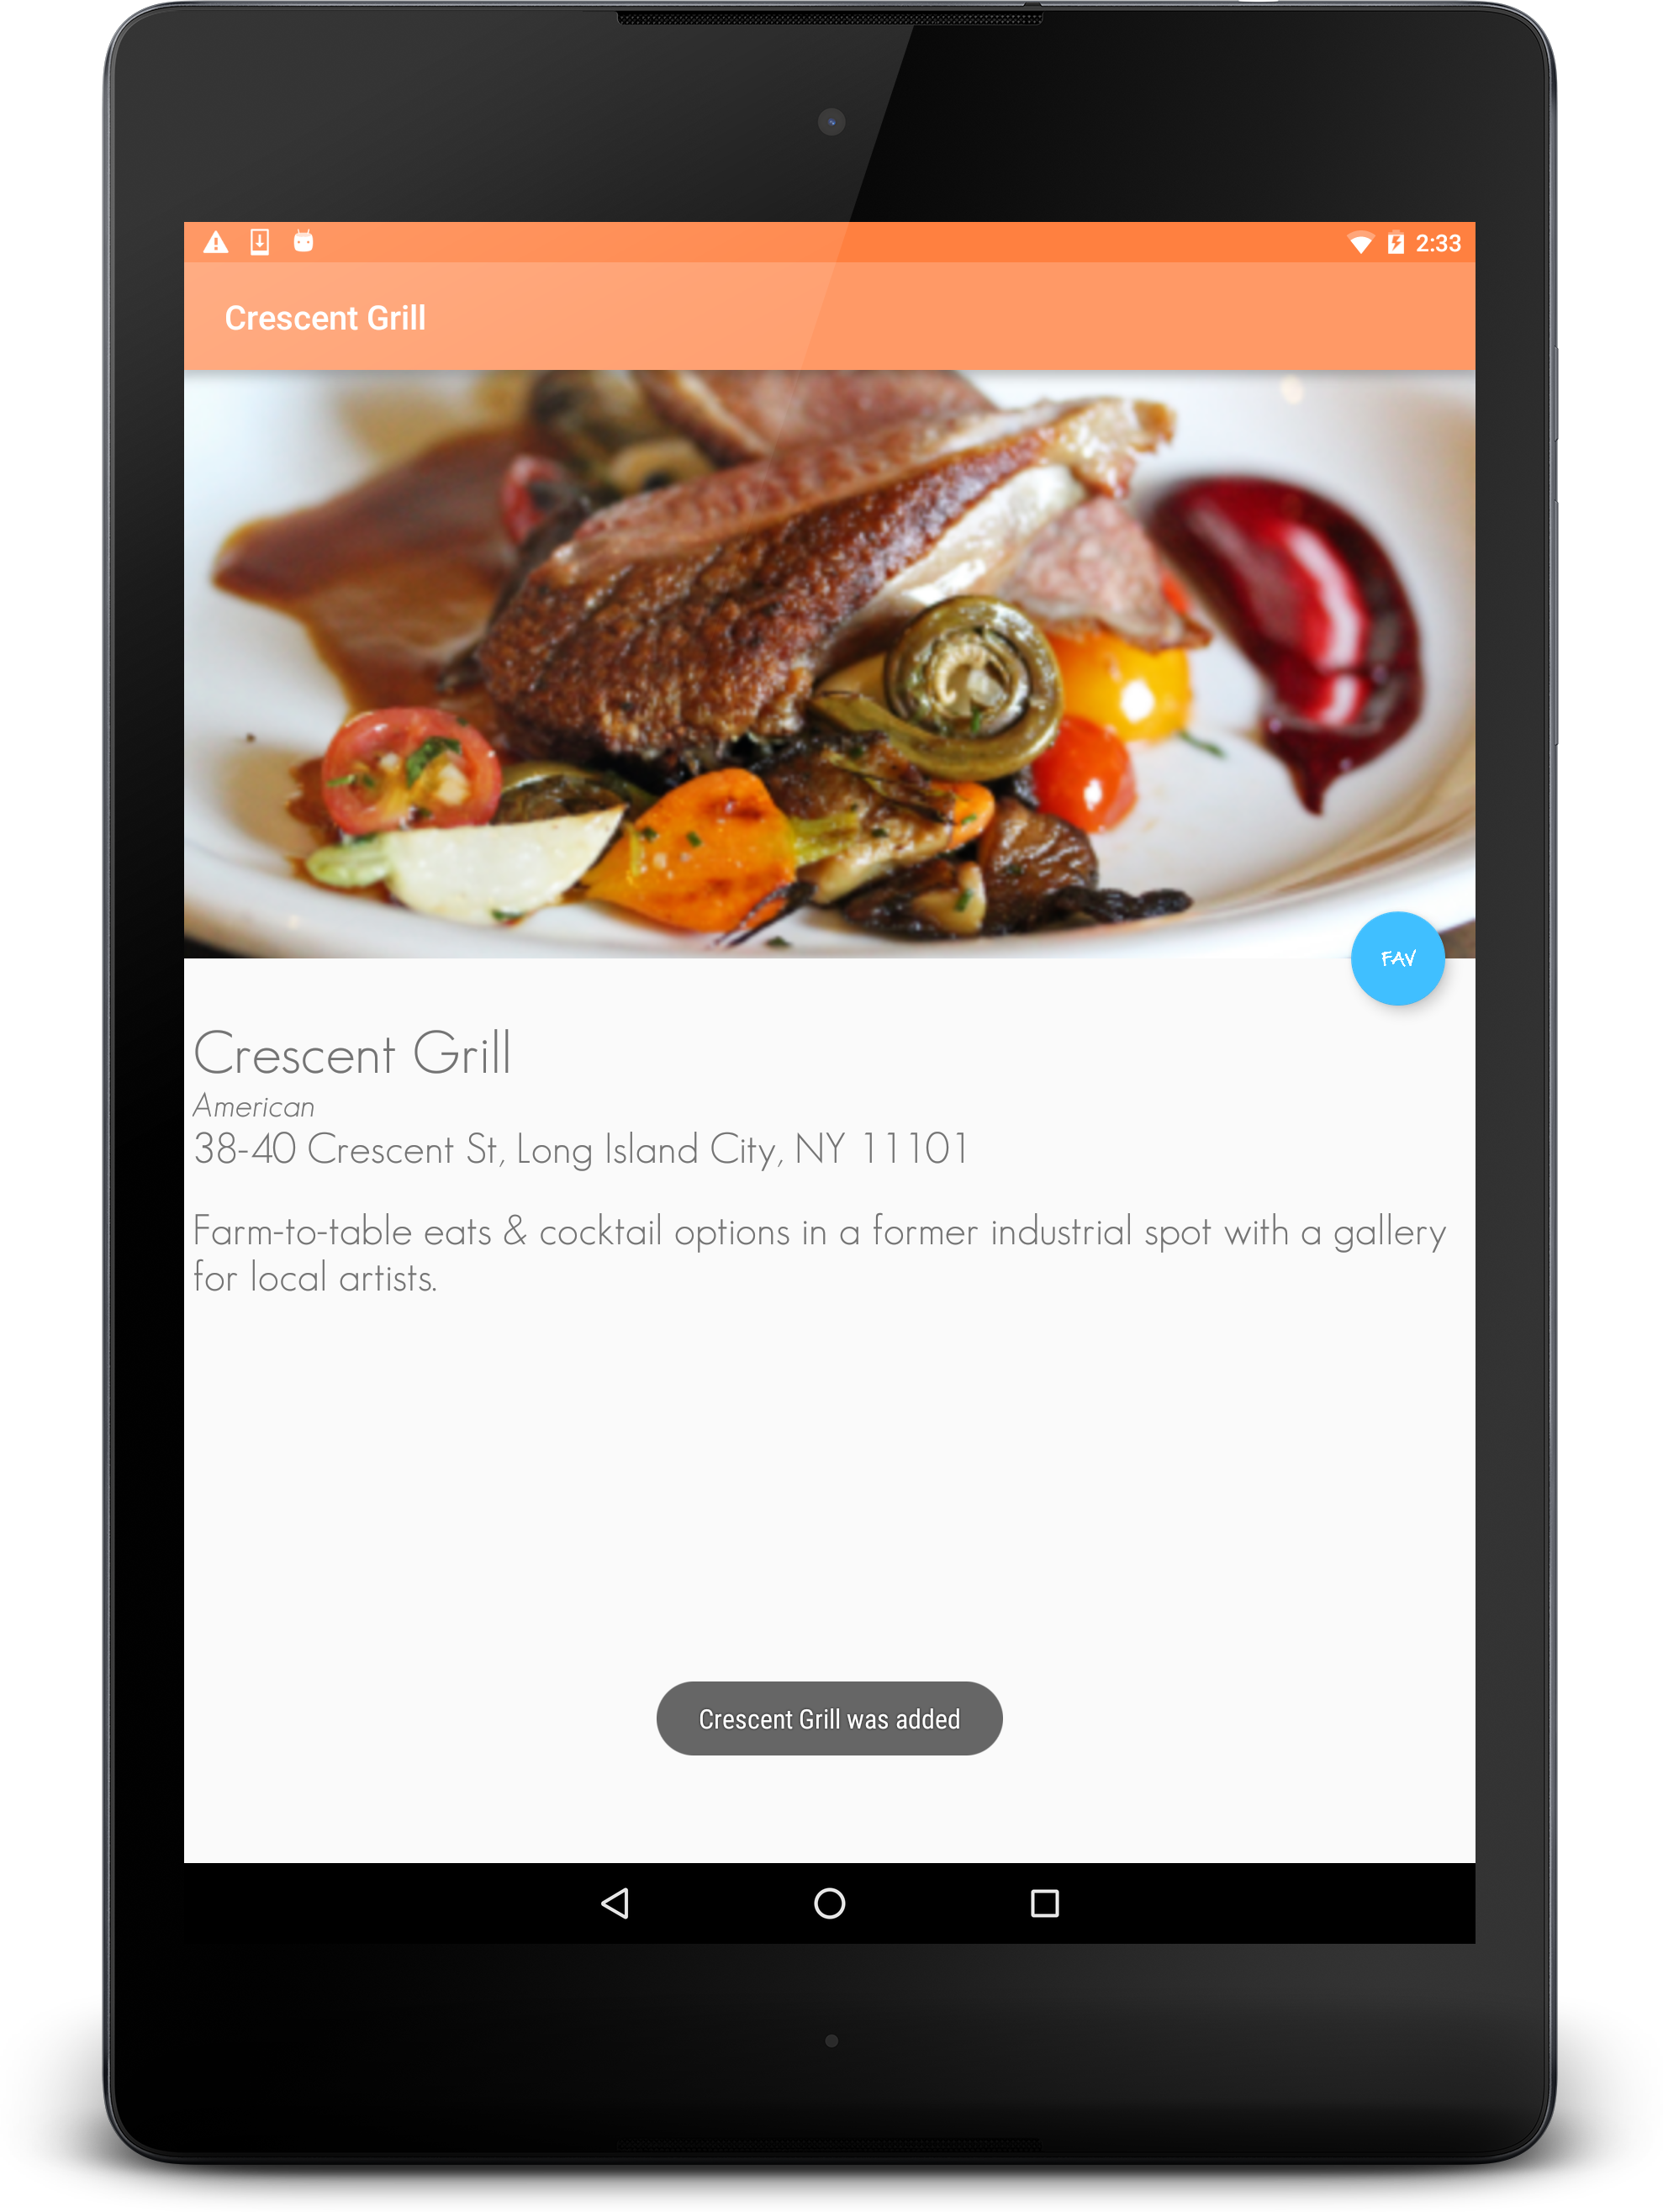 2:33
Crescent Grill
FAV
Crescent Grill
American
38-40 Crescent St, Long Island City, NY 11101
Farm-to-table eats & cocktail options in a former industrial spot with a gallery
for local artists.
Crescent Grill was added